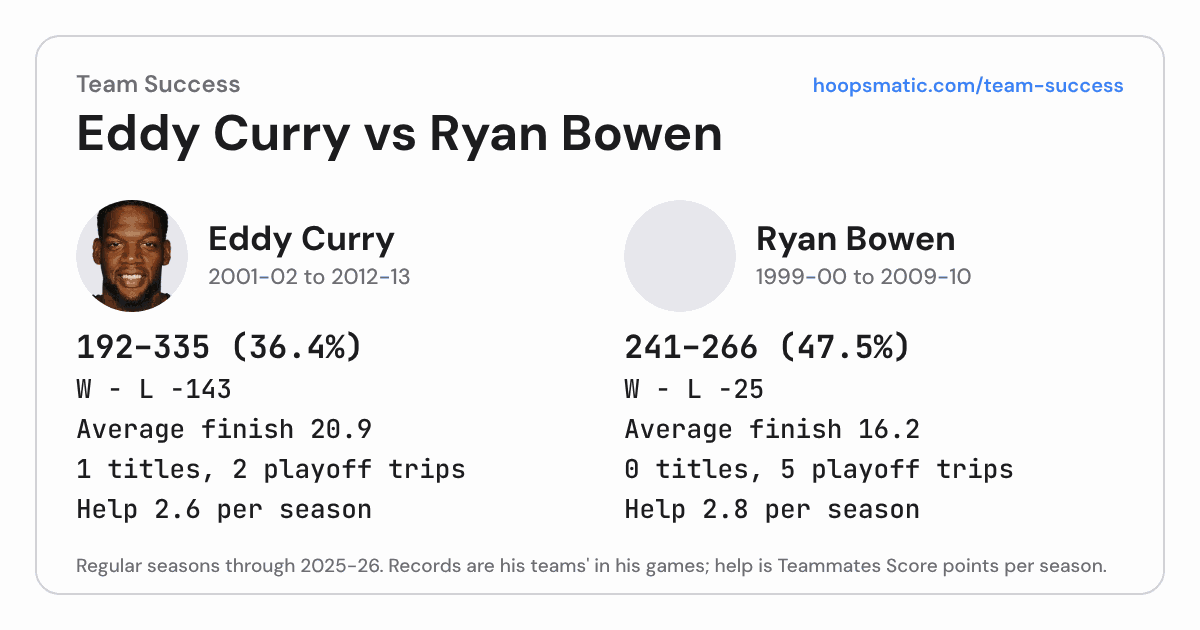 Team Success
hoopsmatic.com/team-success
Eddy Curry vs Ryan Bowen
Eddy Curry
2001–02 to 2012–13
192–335 (36.4%)
W - L -143
Average finish 20.9
1 titles, 2 playoff trips
Help 2.6 per season
Ryan Bowen
1999–00 to 2009–10
241–266 (47.5%)
W - L -25
Average finish 16.2
0 titles, 5 playoff trips
Help 2.8 per season
Regular seasons through 2025-26. Records are his teams' in his games; help is Teammates Score points per season.